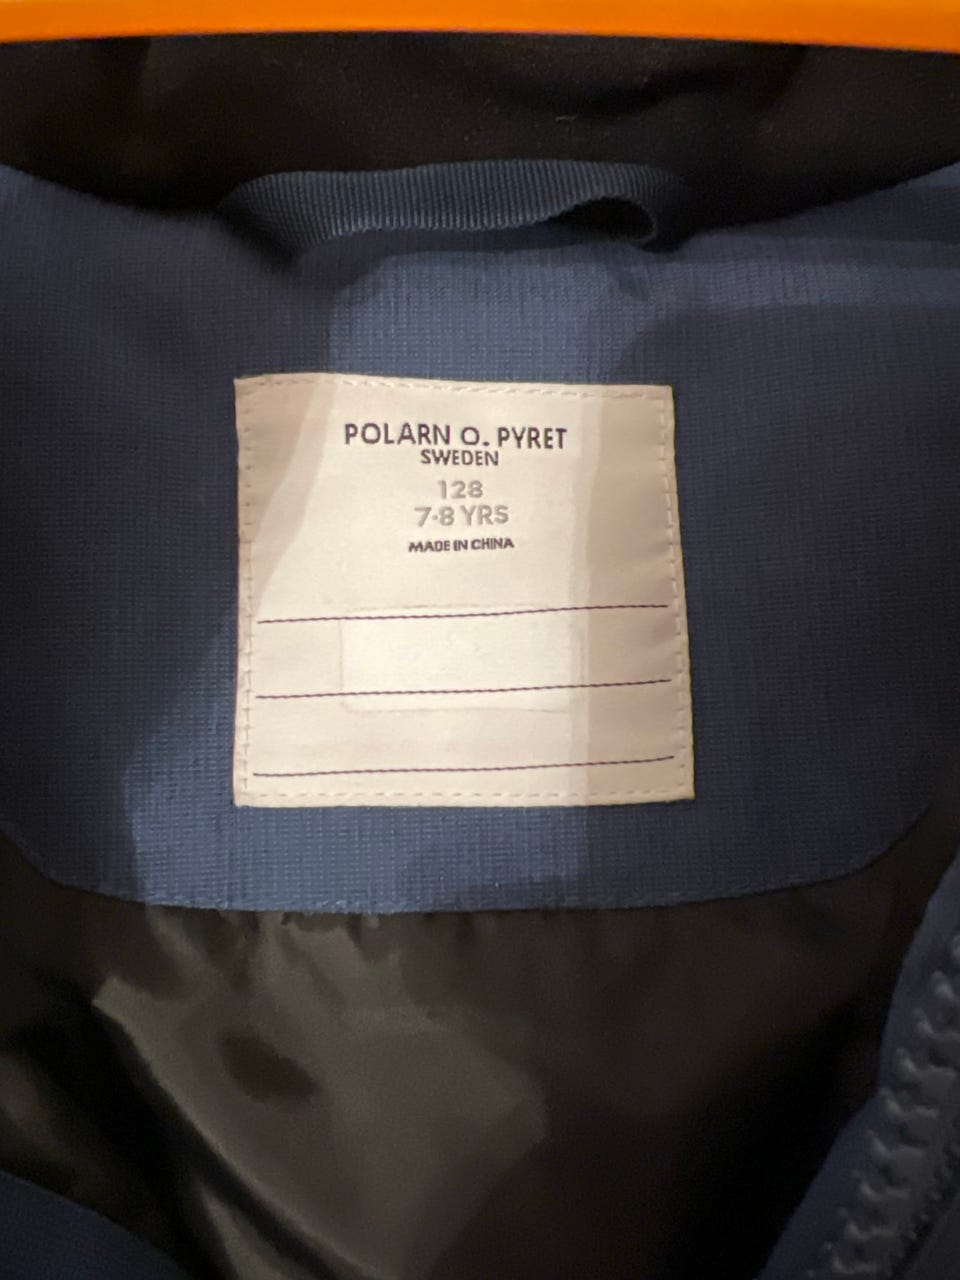 POLARN O. PYRET
SWEDEN
128
7-8 YRS
MADE IN CHINA